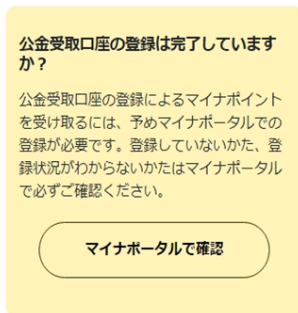 公金受取口座の登録は完了しています
か？
公金受取口座の登録によるマイナポイント
を受け取るには、予めマイナポータルでの
登録が必要です。登録していないかた、登
録状況がわからないかたはマイナポータル
で必ずご確認ください。
マイナポータルで確認